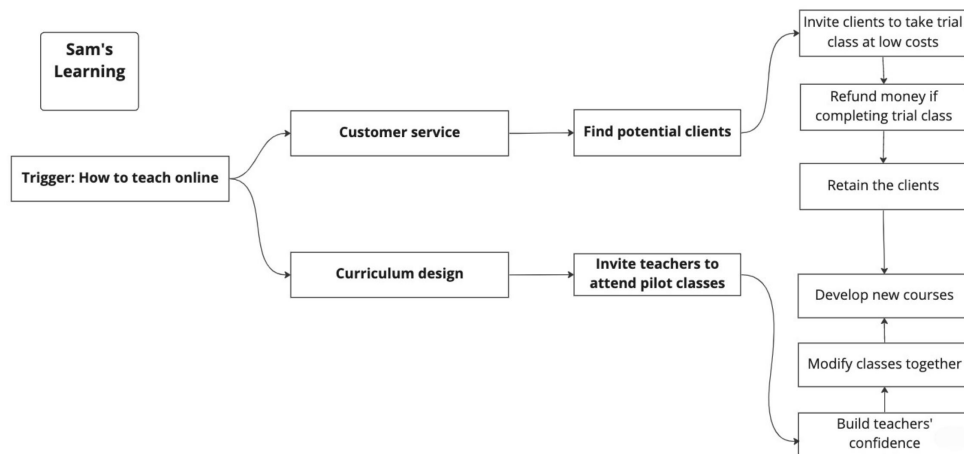 Sam's
Learning
Invite clients to take trial
class at low costs
Refund money if
completing trial class
Customer service
Find potential clients
Trigger: How to teach online
Retain the clients
Curriculum design
Invite teachers to
attend pilot classes
Develop new courses
Modify classes together
Build teachers'
confidence